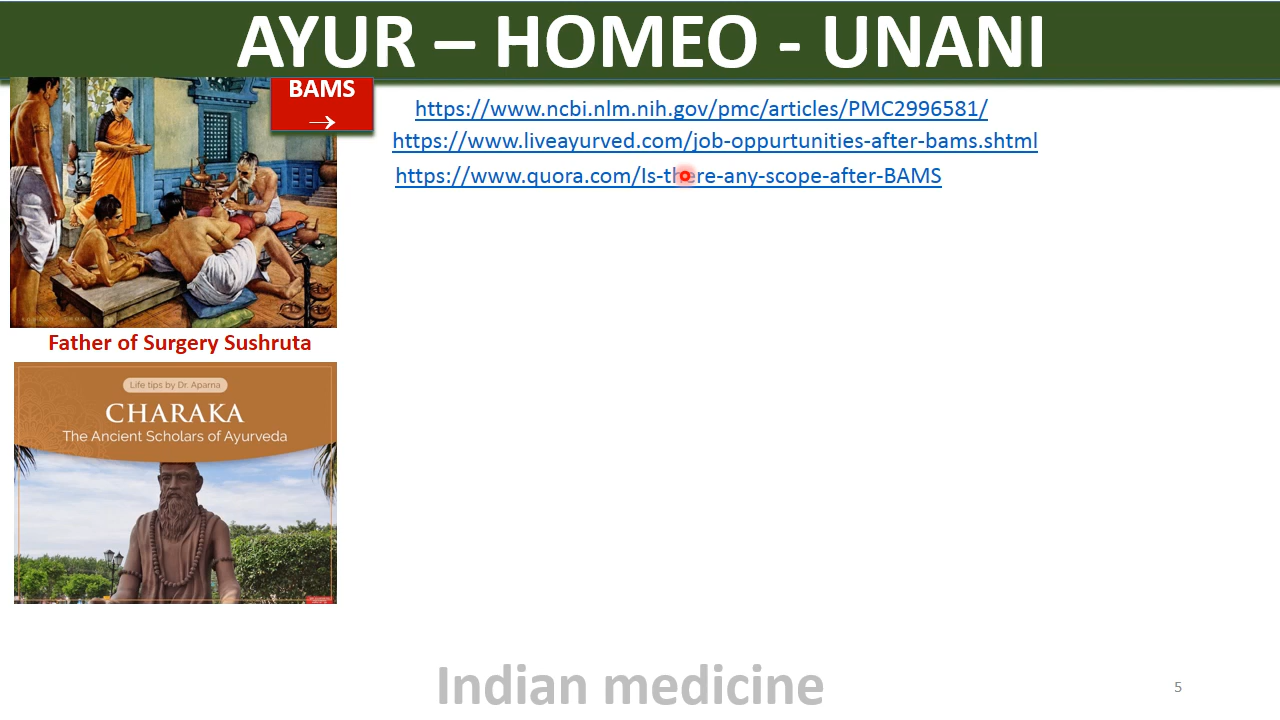 AYUR – HOMEO - UNANI
BAMS
→
https://www.ncbi.nlm.nih.gov/pmc/articles/PMC2996581/
https://www.liveayurved.com/job-oppurtunities-after-bams.shtml
https://www.quora.com/Is-there-any-scope-after-BAMS
Father of Surgery Sushruta
Life tips by Dr. Aparna
CHARAKA
The Ancient Scholars of Ayurveda
Indian medicine
5